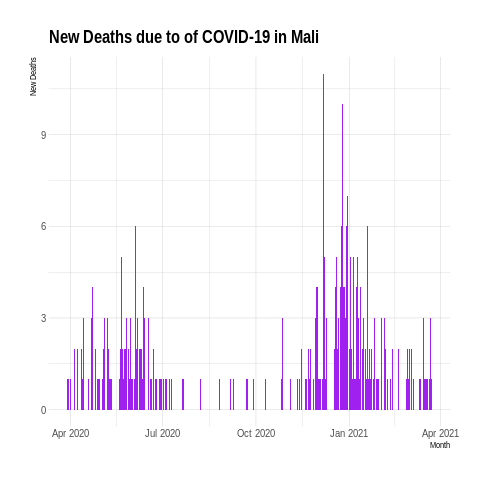 New Deaths due to of COVID-19 in Mali
New Deaths
9
6
3
0
Apr 2020 Jul 2020 Oct 2020 Jan 2021 Apr 2021
Month